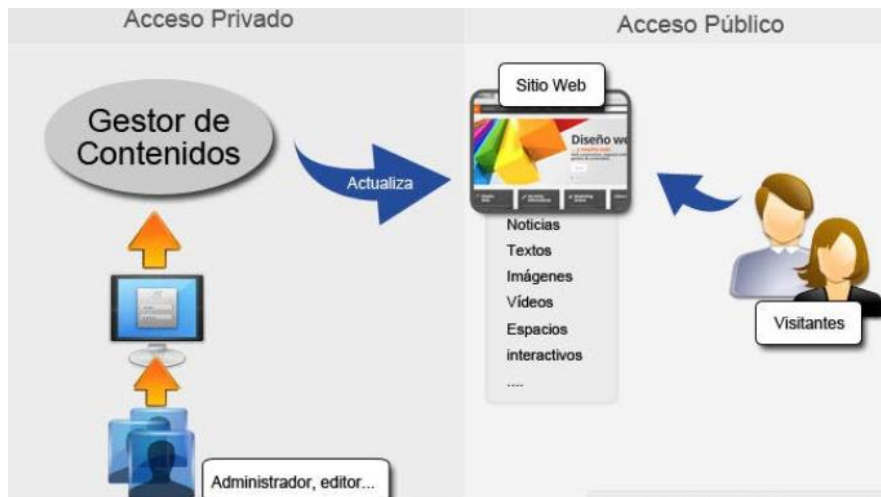 Acceso Privado
Acceso Público
Gestor de
Contenidos
Actualiza
Sitio Web
Diseño we
Noticias
Textos
Imágenes
Vídeos
Espacios
interactivos
....
Visitantes
Administrador, editor...